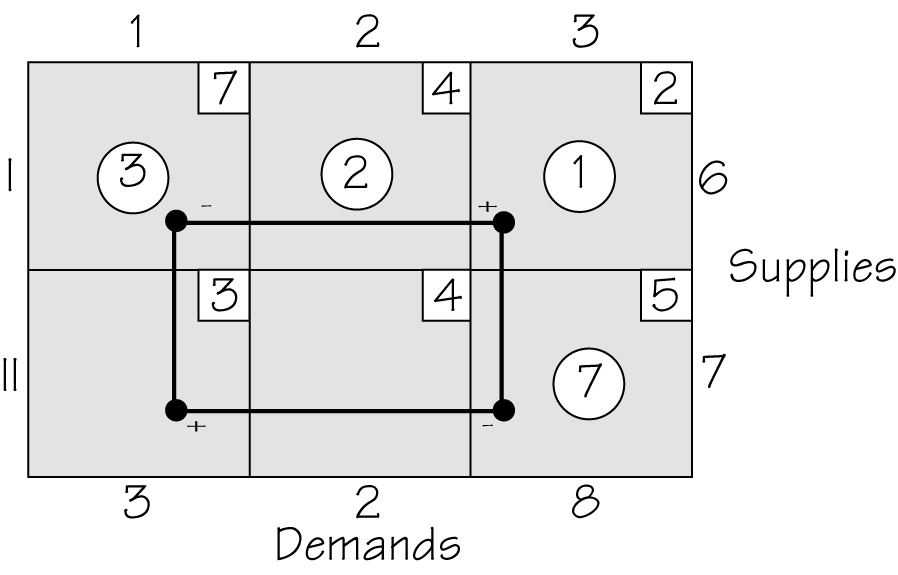 1 2 3
7 4 2
I 3 2 1 6
- +
Supplies
3 4 5
II 7 7
+ -
3 2 8
Demands